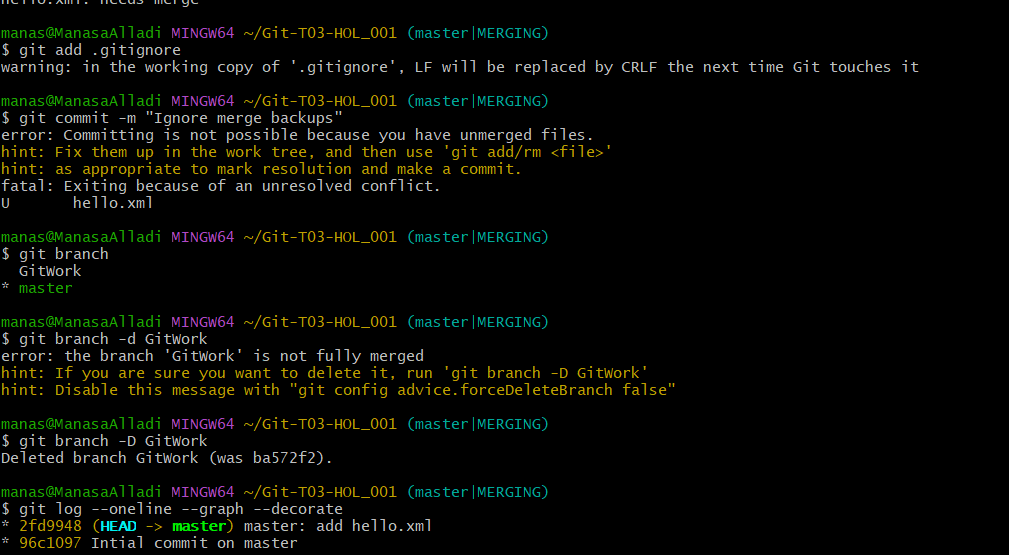 hello.xml: needs merge
manas@ManasaAlladi MINGW64 ~/Git-T03-HOL_001 (master|MERGING)
$ git add .gitignore
warning: in the working copy of '.gitignore', LF will be replaced by CRLF the next time Git touches it
manas@ManasaAlladi MINGW64 ~/Git-T03-HOL_001 (master|MERGING)
$ git commit -m "Ignore merge backups"
error: Committing is not possible because you have unmerged files.
hint: Fix them up in the work tree, and then use 'git add/rm <file>'
hint: as appropriate to mark resolution and make a commit.
fatal: Exiting because of an unresolved conflict.
U       hello.xml
manas@ManasaAlladi MINGW64 ~/Git-T03-HOL_001 (master|MERGING)
$ git branch
  GitWork
* master
manas@ManasaAlladi MINGW64 ~/Git-T03-HOL_001 (master|MERGING)
$ git branch -d GitWork
error: the branch 'GitWork' is not fully merged
hint: If you are sure you want to delete it, run 'git branch -D GitWork'
hint: Disable this message with "git config advice.forceDeleteBranch false"
manas@ManasaAlladi MINGW64 ~/Git-T03-HOL_001 (master|MERGING)
$ git branch -D GitWork
Deleted branch GitWork (was ba572f2).
manas@ManasaAlladi MINGW64 ~/Git-T03-HOL_001 (master|MERGING)
$ git log --oneline --graph --decorate
* 2fd9948 (HEAD -> master) master: add hello.xml
* 96c1097 Intial commit on master